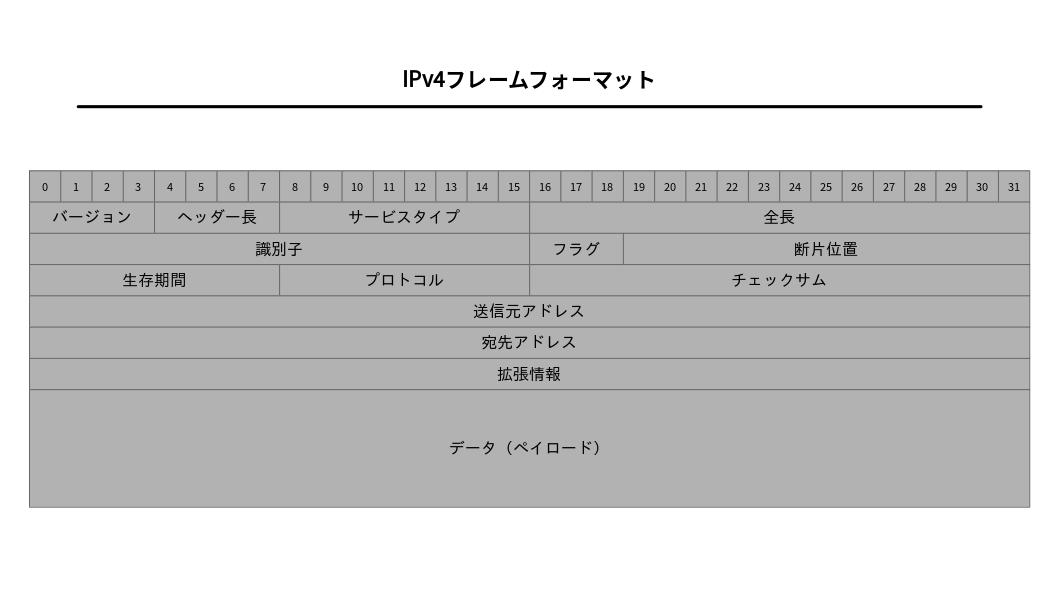 IPv4フレームフォーマット
0 1 2 3 4 5 6 7 8 9 10 11 12 13 14 15 16 17 18 19 20 21 22 23 24 25 26 27 28 29 30 31
バージョン ヘッダー長 サービスタイプ 全長
識別子 フラグ 断片位置
生存期間 プロトコル チェックサム
送信元アドレス
宛先アドレス
拡張情報
データ（ペイロード）